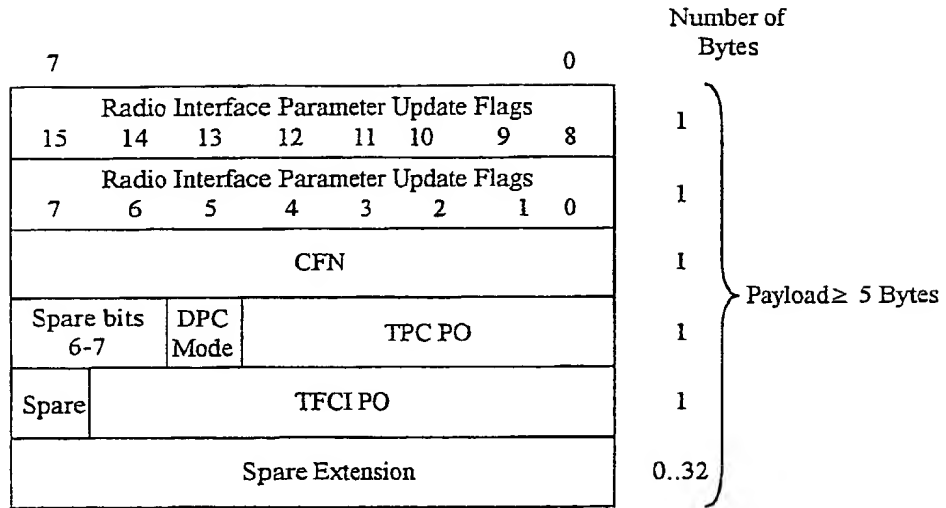 Number of
Bytes
7 0
Radio Interface Parameter Update Flags
15 14 13 12 11 10 9 8
1
Radio Interface Parameter Update Flags
7 6 5 4 3 2 1 0
1
CFN
1
Payload ≥ 5 Bytes
Spare bits
6-7
DPC
Mode
TPC PO
1
Spare
TFCI PO
1
Spare Extension
0..32